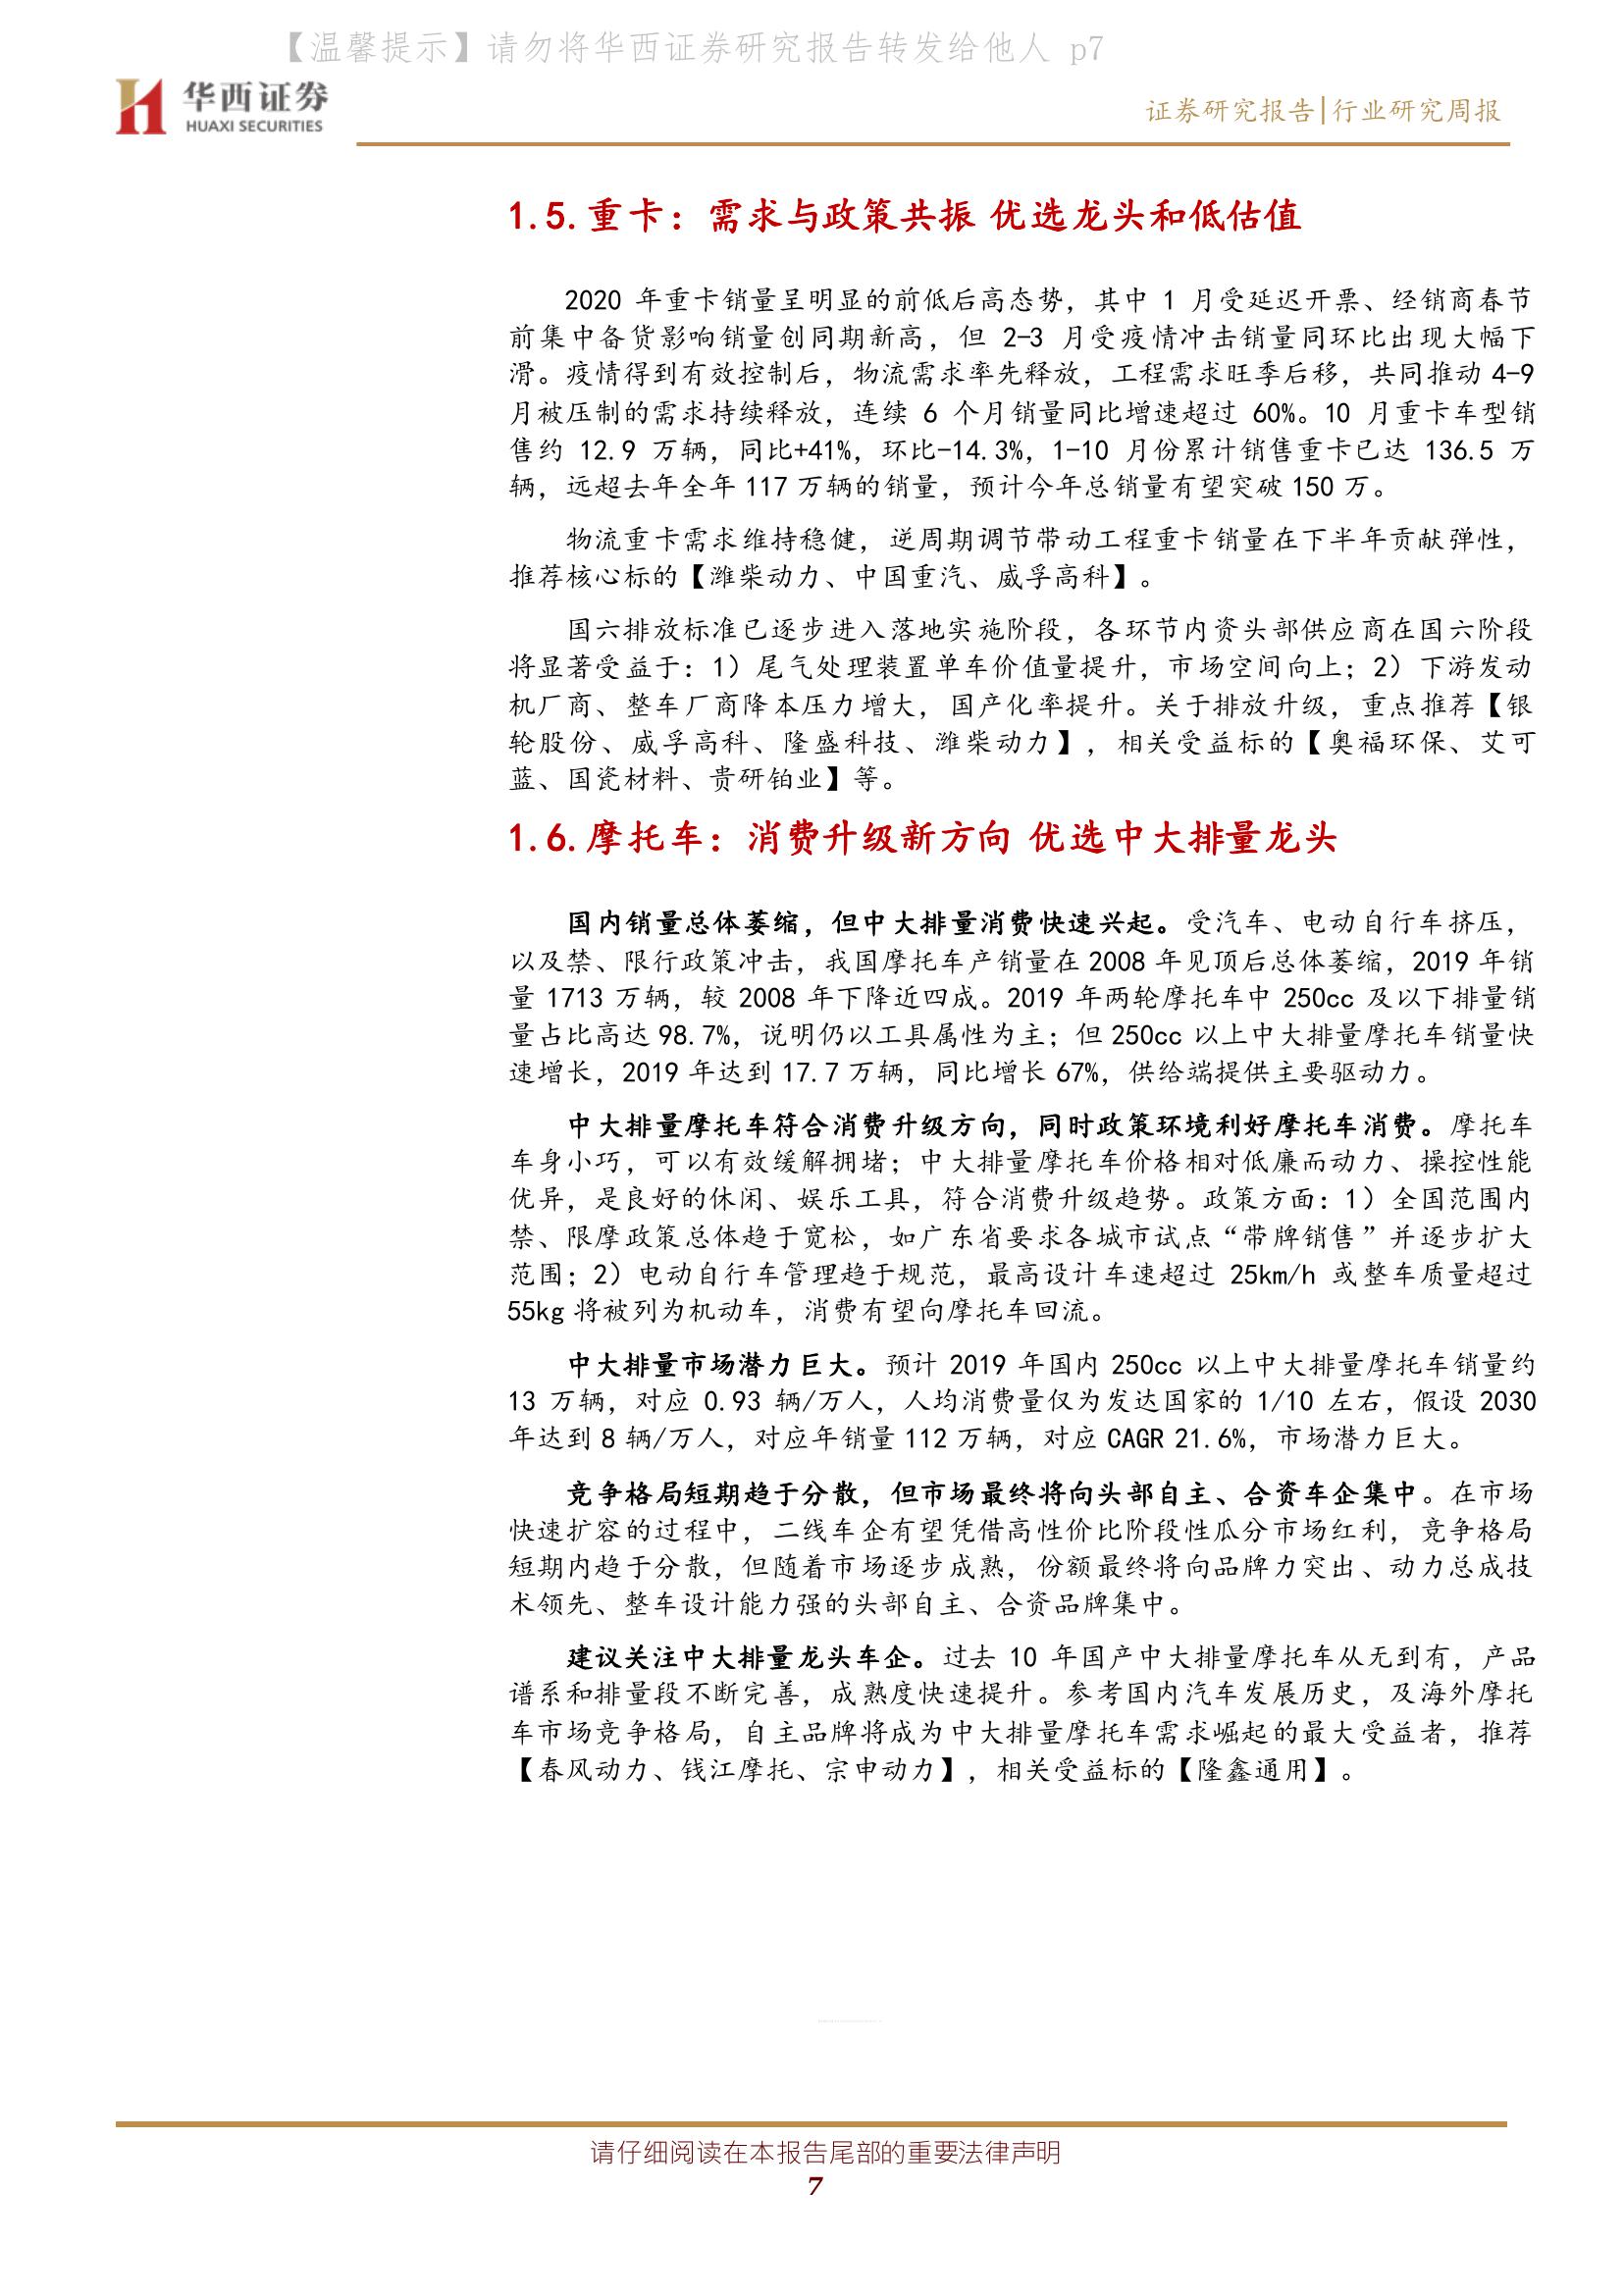 【温馨提示】请勿将华西证券研究报告转发给他人 p7
华西证券
HUAXI SECURITIES
证券研究报告|行业研究周报
1.5.重卡：需求与政策共振 优选龙头和低估值
2020 年重卡销量呈明显的前低后高态势，其中 1 月受延迟开票、经销商春节
前集中备货影响销量创同期新高，但 2-3 月受疫情冲击销量同环比出现大幅下
滑。疫情得到有效控制后，物流需求率先释放，工程需求旺季后移，共同推动 4-9
月被压制的需求持续释放，连续 6 个月销量同比增速超过 60%。10 月重卡车型销
售约 12.9 万辆，同比+41%，环比-14.3%，1-10 月份累计销售重卡已达 136.5 万
辆，远超去年全年 117 万辆的销量，预计今年总销量有望突破 150 万。
物流重卡需求维持稳健，逆周期调节带动工程重卡销量在下半年贡献弹性，
推荐核心标的【潍柴动力、中国重汽、威孚高科】。
国六排放标准已逐步进入落地实施阶段，各环节内资头部供应商在国六阶段
将显著受益于：1）尾气处理装置单车价值量提升，市场空间向上；2）下游发动
机厂商、整车厂商降本压力增大，国产化率提升。关于排放升级，重点推荐【银
轮股份、威孚高科、隆盛科技、潍柴动力】，相关受益标的【奥福环保、艾可
蓝、国瓷材料、贵研铂业】等。
1.6.摩托车：消费升级新方向 优选中大排量龙头
国内销量总体萎缩，但中大排量消费快速兴起。受汽车、电动自行车挤压，
以及禁、限行政策冲击，我国摩托车产销量在 2008 年见顶后总体萎缩，2019 年销
量 1713 万辆，较 2008 年下降近四成。2019 年两轮摩托车中 250cc 及以下排量销
量占比高达 98.7%，说明仍以工具属性为主；但 250cc 以上中大排量摩托车销量快
速增长，2019 年达到 17.7 万辆，同比增长 67%，供给端提供主要驱动力。
中大排量摩托车符合消费升级方向，同时政策环境利好摩托车消费。摩托车
车身小巧，可以有效缓解拥堵；中大排量摩托车价格相对低廉而动力、操控性能
优异，是良好的休闲、娱乐工具，符合消费升级趋势。政策方面：1）全国范围内
禁、限摩政策总体趋于宽松，如广东省要求各城市试点“带牌销售”并逐步扩大
范围；2）电动自行车管理趋于规范，最高设计车速超过 25km/h 或整车质量超过
55kg 将被列为机动车，消费有望向摩托车回流。
中大排量市场潜力巨大。预计 2019 年国内 250cc 以上中大排量摩托车销量约
13 万辆，对应 0.93 辆/万人，人均消费量仅为发达国家的 1/10 左右，假设 2030
年达到 8 辆/万人，对应年销量 112 万辆，对应 CAGR 21.6%，市场潜力巨大。
竞争格局短期趋于分散，但市场最终将向头部自主、合资车企集中。在市场
快速扩容的过程中，二线车企有望凭借高性价比阶段性瓜分市场红利，竞争格局
短期内趋于分散，但随着市场逐步成熟，份额最终将向品牌力突出、动力总成技
术领先、整车设计能力强的头部自主、合资品牌集中。
建议关注中大排量龙头车企。过去 10 年国产中大排量摩托车从无到有，产品
谱系和排量段不断完善，成熟度快速提升。参考国内汽车发展历史，及海外摩托
车市场竞争格局，自主品牌将成为中大排量摩托车需求崛起的最大受益者，推荐
【春风动力、钱江摩托、宗申动力】，相关受益标的【隆鑫通用】。
请仔细阅读在本报告尾部的重要法律声明
7